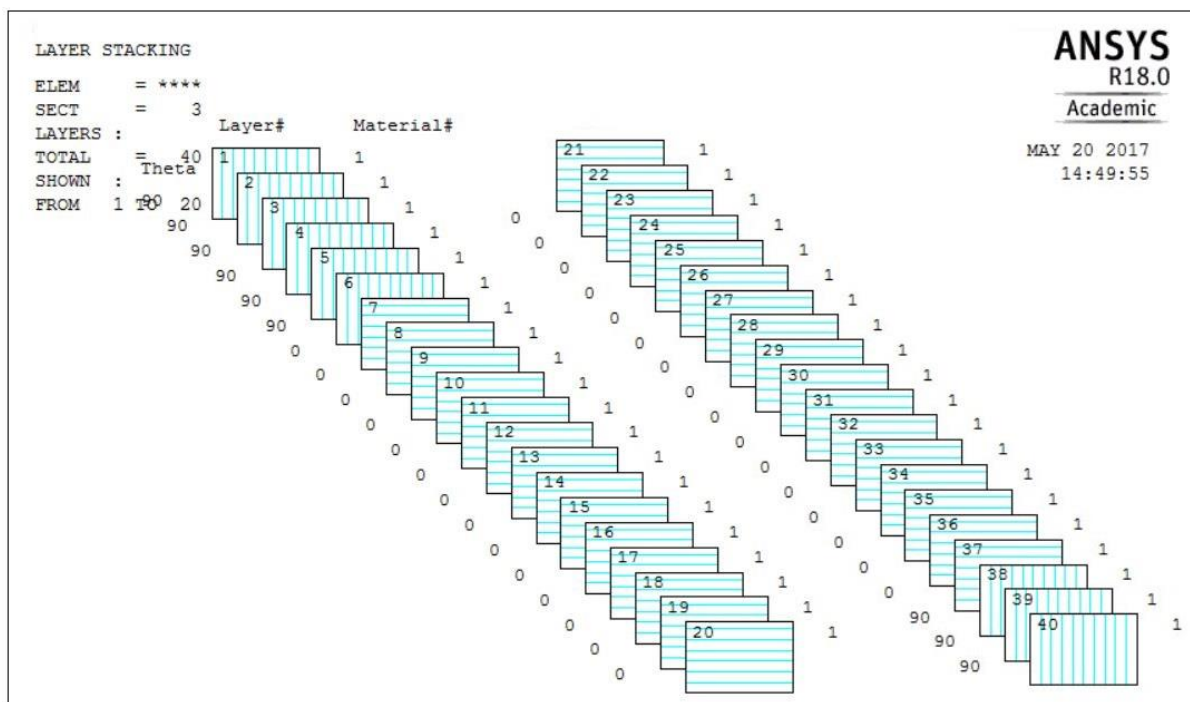 LAYER STACKING
ELEM = ****
SECT = 3
LAYERS :
TOTAL = 40
SHOWN :
FROM 1 TO 20
Theta Layer# Material#
90 1 1
90 2 1
90 3 1
90 4 1
90 5 1
90 6 1
0 7 1
0 8 1
0 9 1
0 10 1
0 11 1
0 12 1
0 13 1
0 14 1
0 15 1
0 16 1
0 17 1
0 18 1
0 19 1
0 20 1
21 1
0 22 1
0 23 1
0 24 1
0 25 1
0 26 1
0 27 1
0 28 1
0 29 1
0 30 1
0 31 1
0 32 1
0 33 1
0 34 1
0 35 1
0 36 1
0 37 1
90 38 1
90 39 1
90 40 1
ANSYS
R18.0
Academic
MAY 20 2017
14:49:55